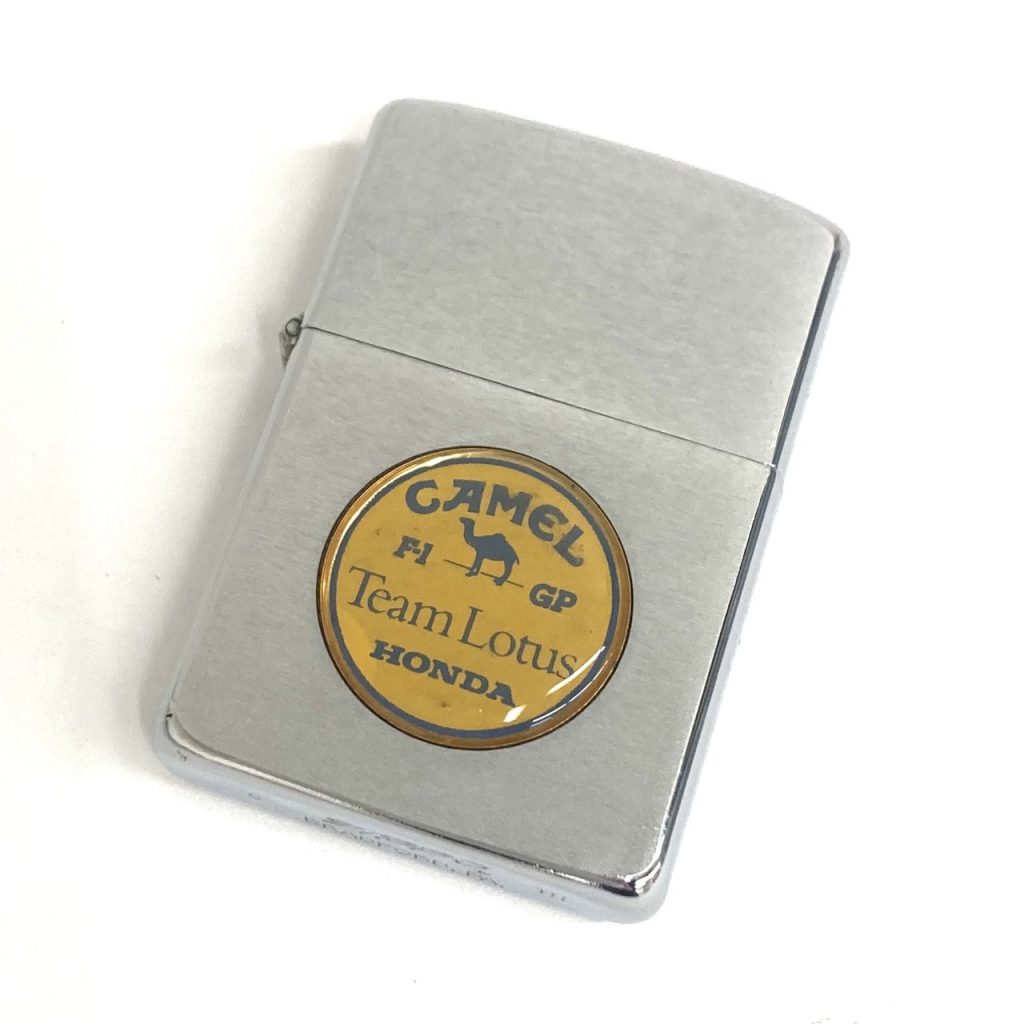 CAMEL
F-1 GP
Team Lotus
HONDA